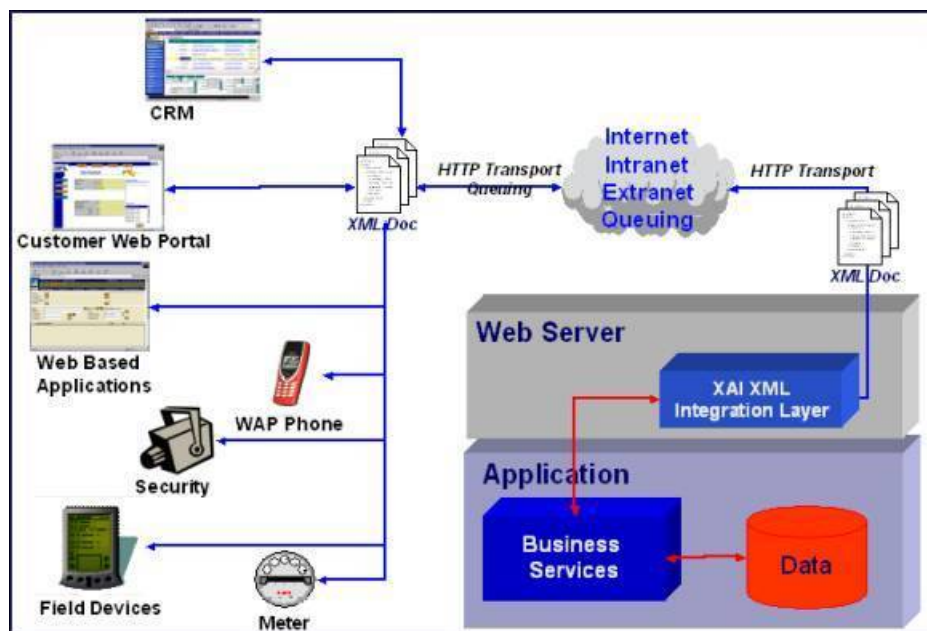 CRM
Customer Web Portal
Web Based
Applications
WAP Phone
Security
Field Devices
Meter
XML Doc
HTTP Transport
Queuing
Internet
Intranet
Extranet
Queuing
HTTP Transport
XML Doc
Web Server
XAI XML
Integration Layer
Application
Business
Services
Data